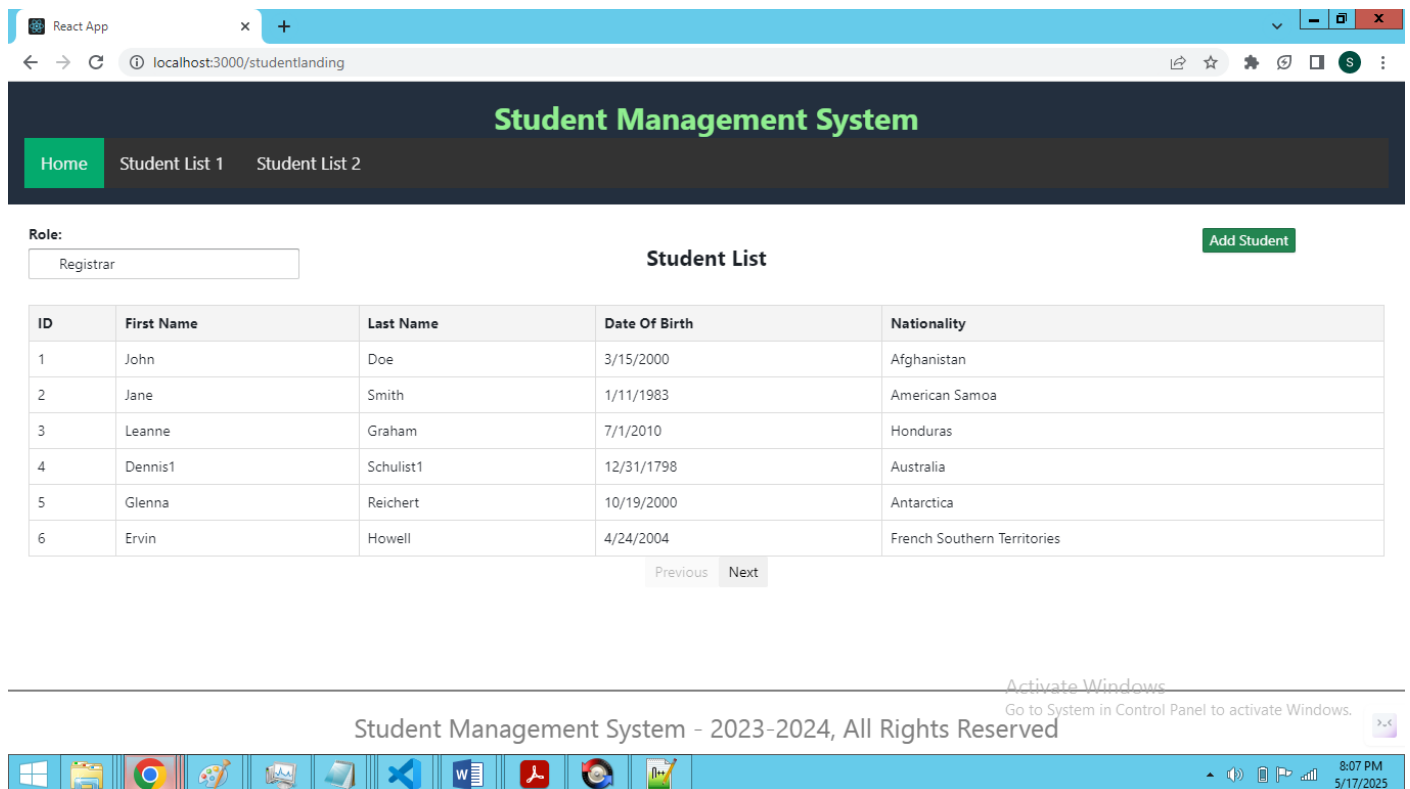 React App
localhost:3000/studentlanding
S
Student Management System
Home Student List 1 Student List 2
Role:
Registrar
Student List
Add Student
ID First Name Last Name Date Of Birth Nationality
1 John Doe 3/15/2000 Afghanistan
2 Jane Smith 1/11/1983 American Samoa
3 Leanne Graham 7/1/2010 Honduras
4 Dennis1 Schulist1 12/31/1798 Australia
5 Glenna Reichert 10/19/2000 Antarctica
6 Ervin Howell 4/24/2004 French Southern Territories
Previous Next
Activate Windows
Go to System in Control Panel to activate Windows.
Student Management System - 2023-2024, All Rights Reserved
8:07 PM
5/17/2025